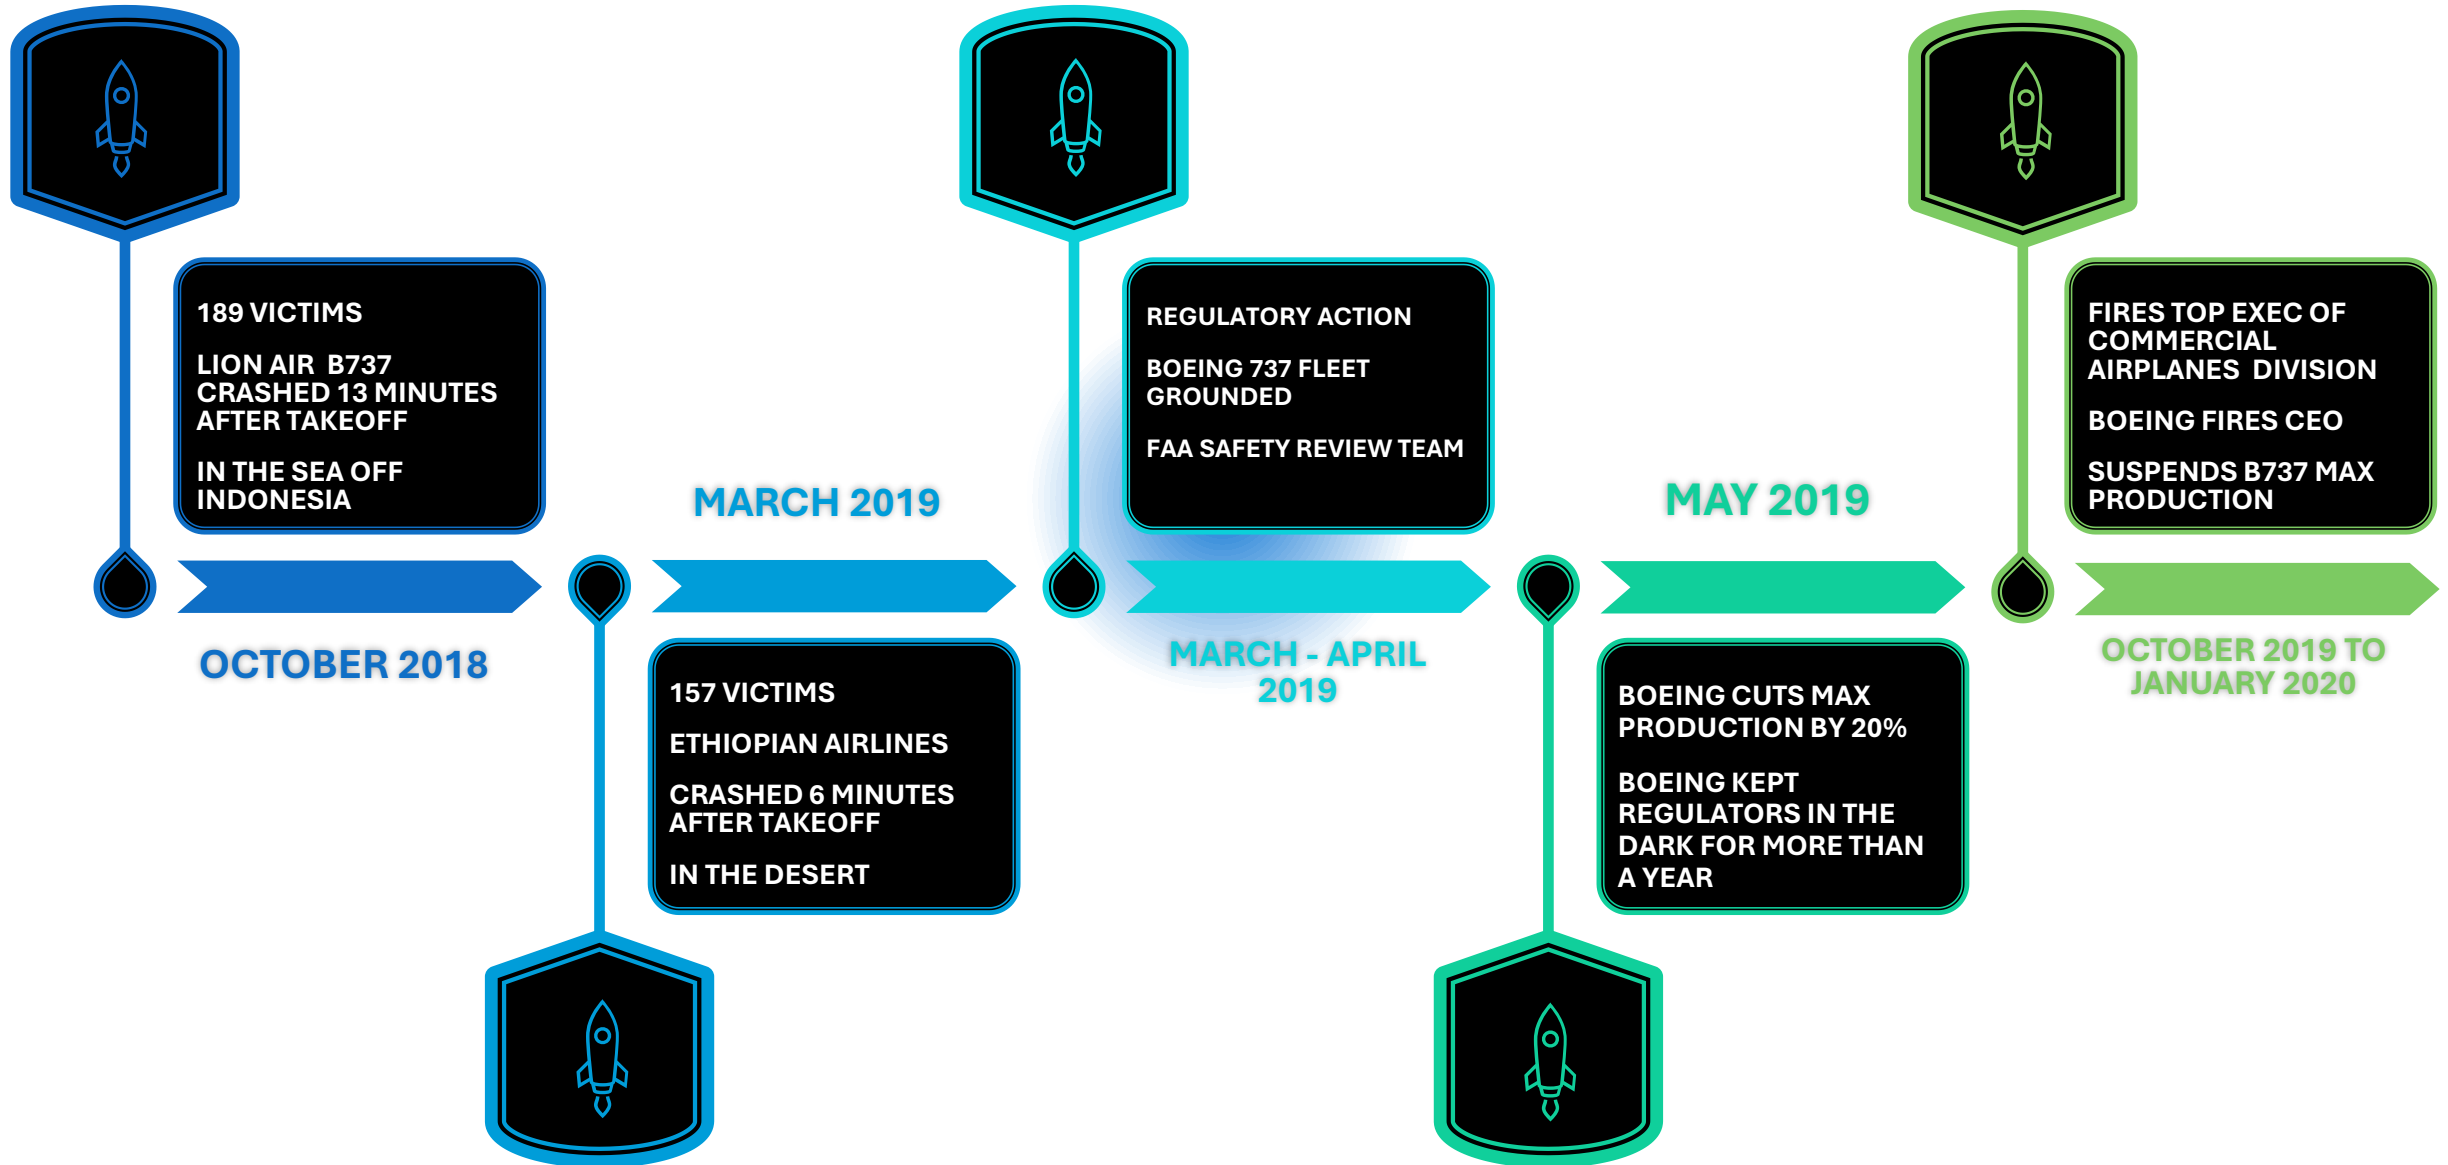 189 VICTIMS
LION AIR  B737
CRASHED 13 MINUTES
AFTER TAKEOFF
IN THE SEA OFF
INDONESIA
OCTOBER 2018
MARCH 2019
157 VICTIMS
ETHIOPIAN AIRLINES
CRASHED 6 MINUTES
AFTER TAKEOFF
IN THE DESERT
REGULATORY ACTION
BOEING 737 FLEET
GROUNDED
FAA SAFETY REVIEW TEAM
MARCH - APRIL
2019
MAY 2019
BOEING CUTS MAX
PRODUCTION BY 20%
BOEING KEPT
REGULATORS IN THE
DARK FOR MORE THAN
A YEAR
FIRES TOP EXEC OF
COMMERCIAL
AIRPLANES  DIVISION
BOEING FIRES CEO
SUSPENDS B737 MAX
PRODUCTION
OCTOBER 2019 TO
JANUARY 2020